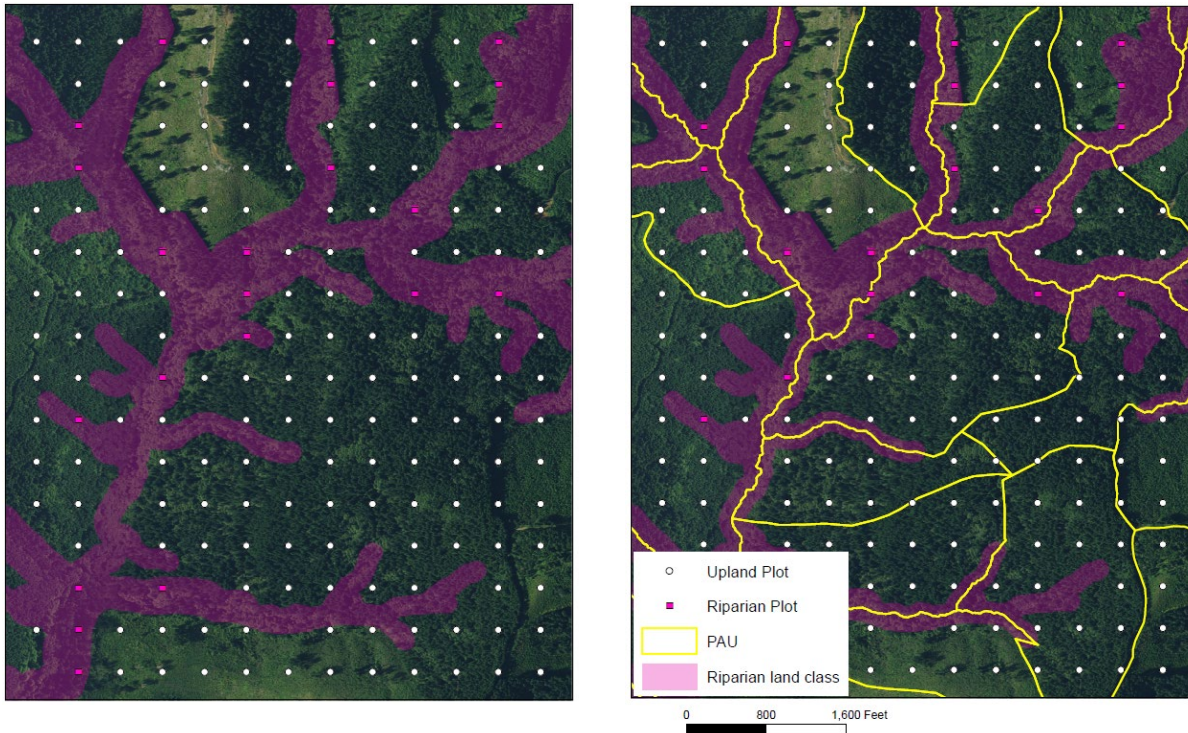 Upland Plot
Riparian Plot
PAU
Riparian land class
0 800 1,600 Feet